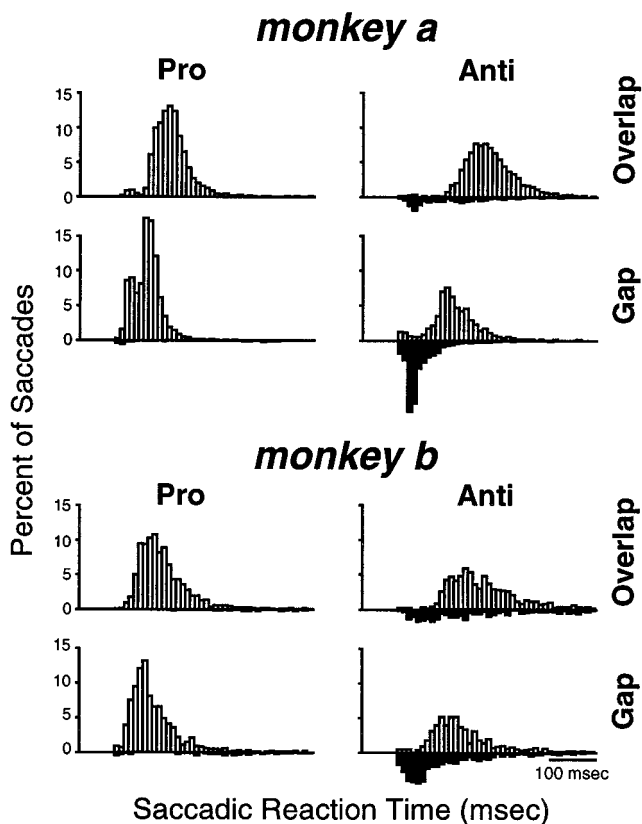 monkey a
Pro Anti
15
10
5
0
Overlap
15
10
5
0
Gap
Percent of Saccades
monkey b
Pro Anti
15
10
5
0
Overlap
15
10
5
0
Gap
100 msec
Saccadic Reaction Time (msec)